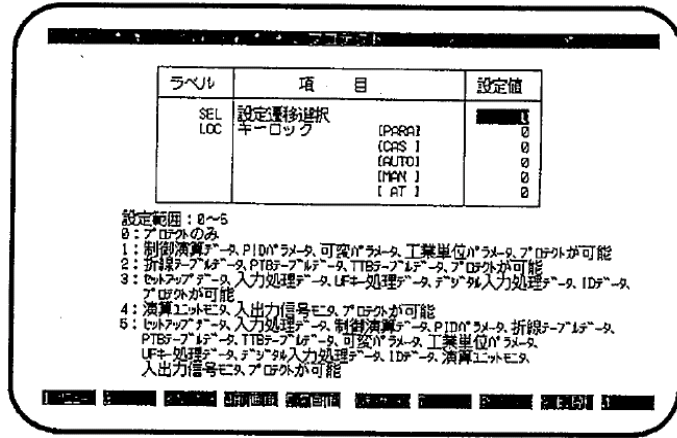 プロテクト
ラベル 項 目 設定値
SEL 設定遷移選択
LOC キーロック [PARA] 0
[CAS ] 0
[AUTO] 0
[MAN ] 0
[ AT ] 0
設定範囲：0～5
0：プロテクトのみ
1：制御演算データ、PIDパラメータ、可変パラメータ、工業単位パラメータ、プロテクトが可能
2：折線テーブルデータ、PTBテーブルデータ、TTBテーブルデータ、プロテクトが可能
3：セットアップデータ、入力処理データ、UFキー処理データ、デジタル入力処理データ、IDデータ、
プロテクトが可能
4：演算ユニットモニタ、入出力信号モニタ、プロテクトが可能
5：セットアップデータ、入力処理データ、制御演算データ、PIDパラメータ、折線テーブルデータ、
PTBテーブルデータ、TTBテーブルデータ、可変パラメータ、工業単位パラメータ、
UFキー処理データ、デジタル入力処理データ、IDデータ、演算ユニットモニタ、
入出力信号モニタ、プロテクトが可能